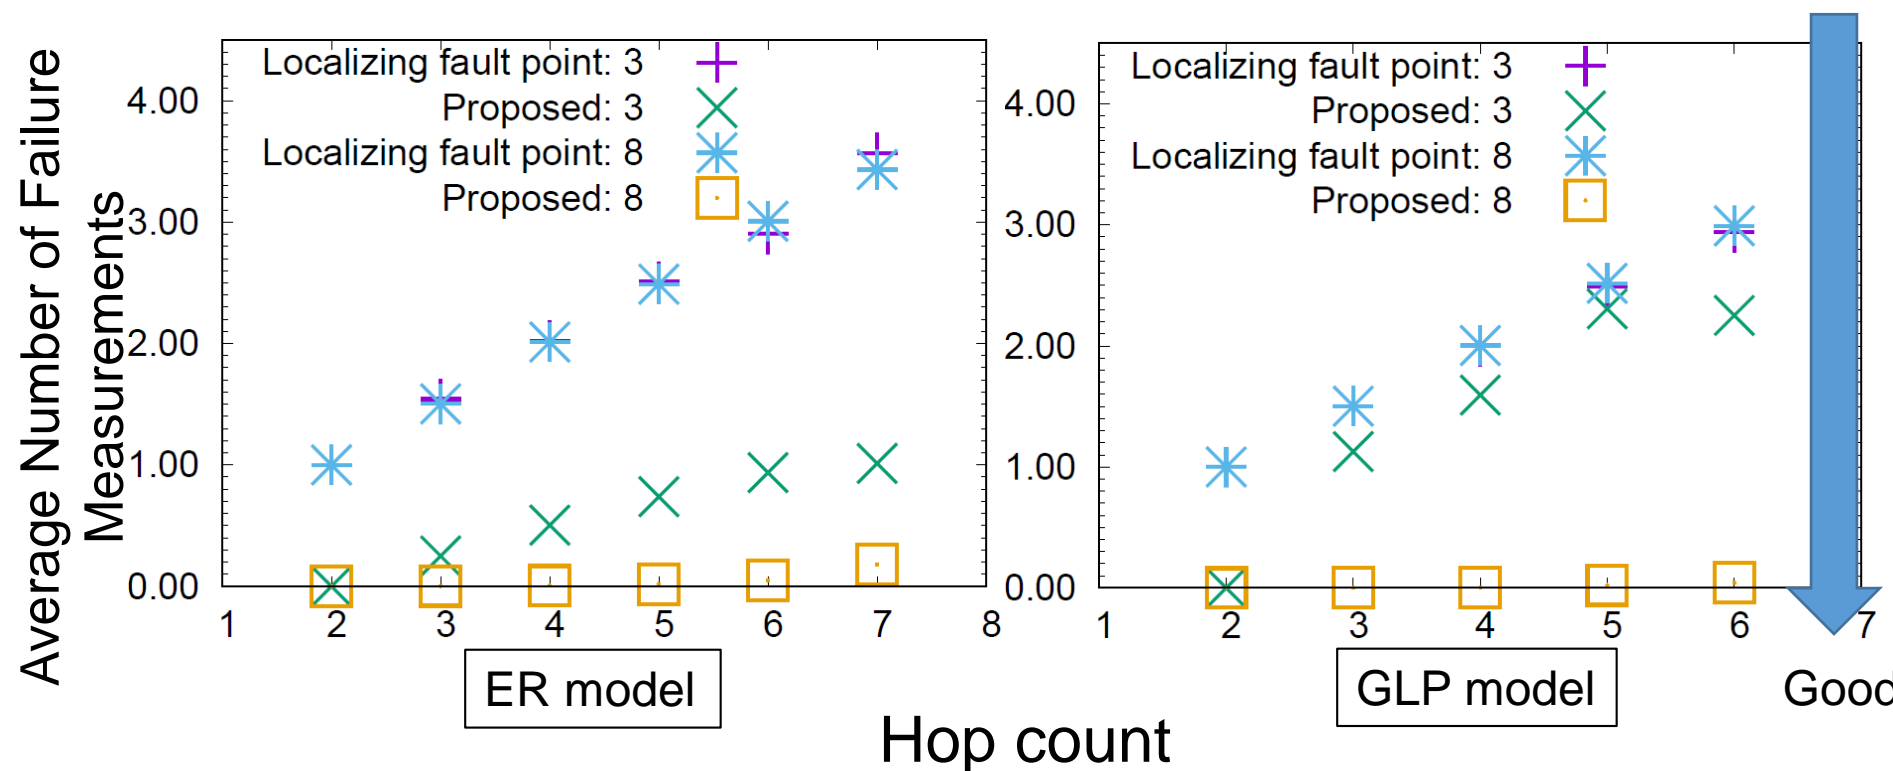 Average Number of Failure
Measurements
Localizing fault point: 3
Proposed: 3
Localizing fault point: 8
Proposed: 8
4.00
3.00
2.00
1.00
0.00
1 2 3 4 5 6 7 8
ER model
Localizing fault point: 3
Proposed: 3
Localizing fault point: 8
Proposed: 8
4.00
3.00
2.00
1.00
0.00
1 2 3 4 5 6 7
GLP model
Good
Hop count